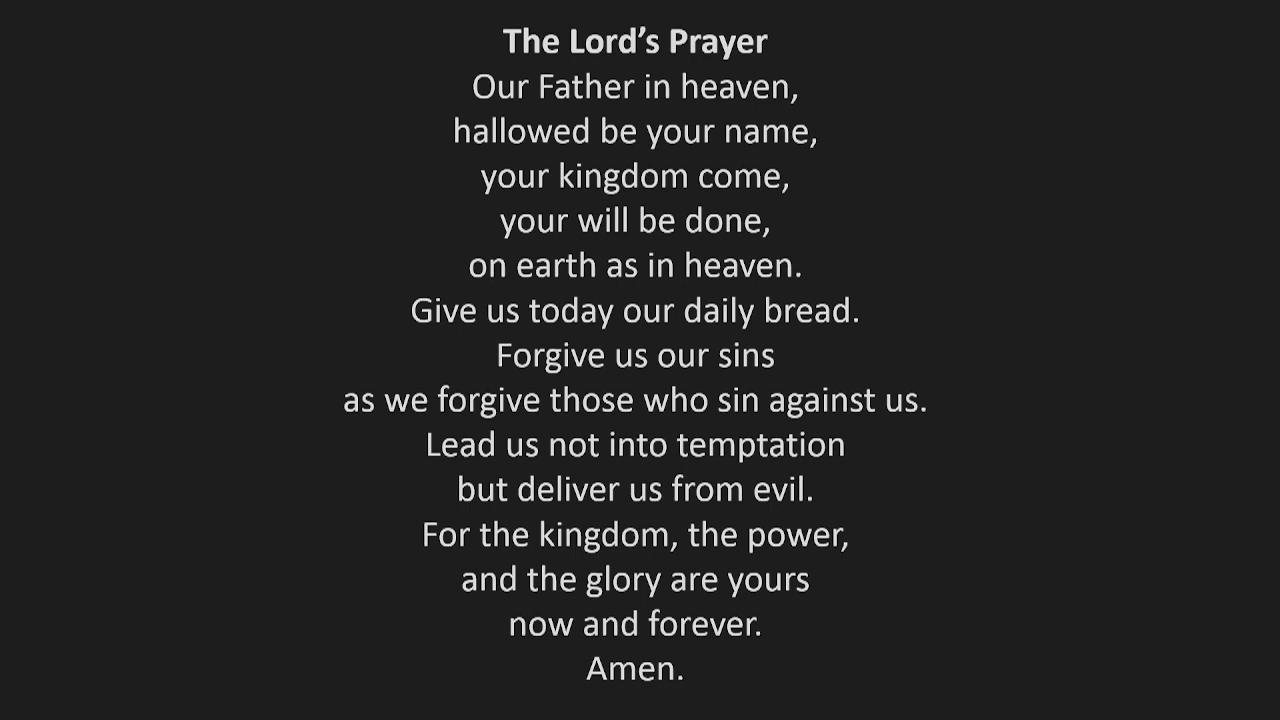 The Lord’s Prayer
Our Father in heaven,
hallowed be your name,
your kingdom come,
your will be done,
on earth as in heaven.
Give us today our daily bread.
Forgive us our sins
as we forgive those who sin against us.
Lead us not into temptation
but deliver us from evil.
For the kingdom, the power,
and the glory are yours
now and forever.
Amen.